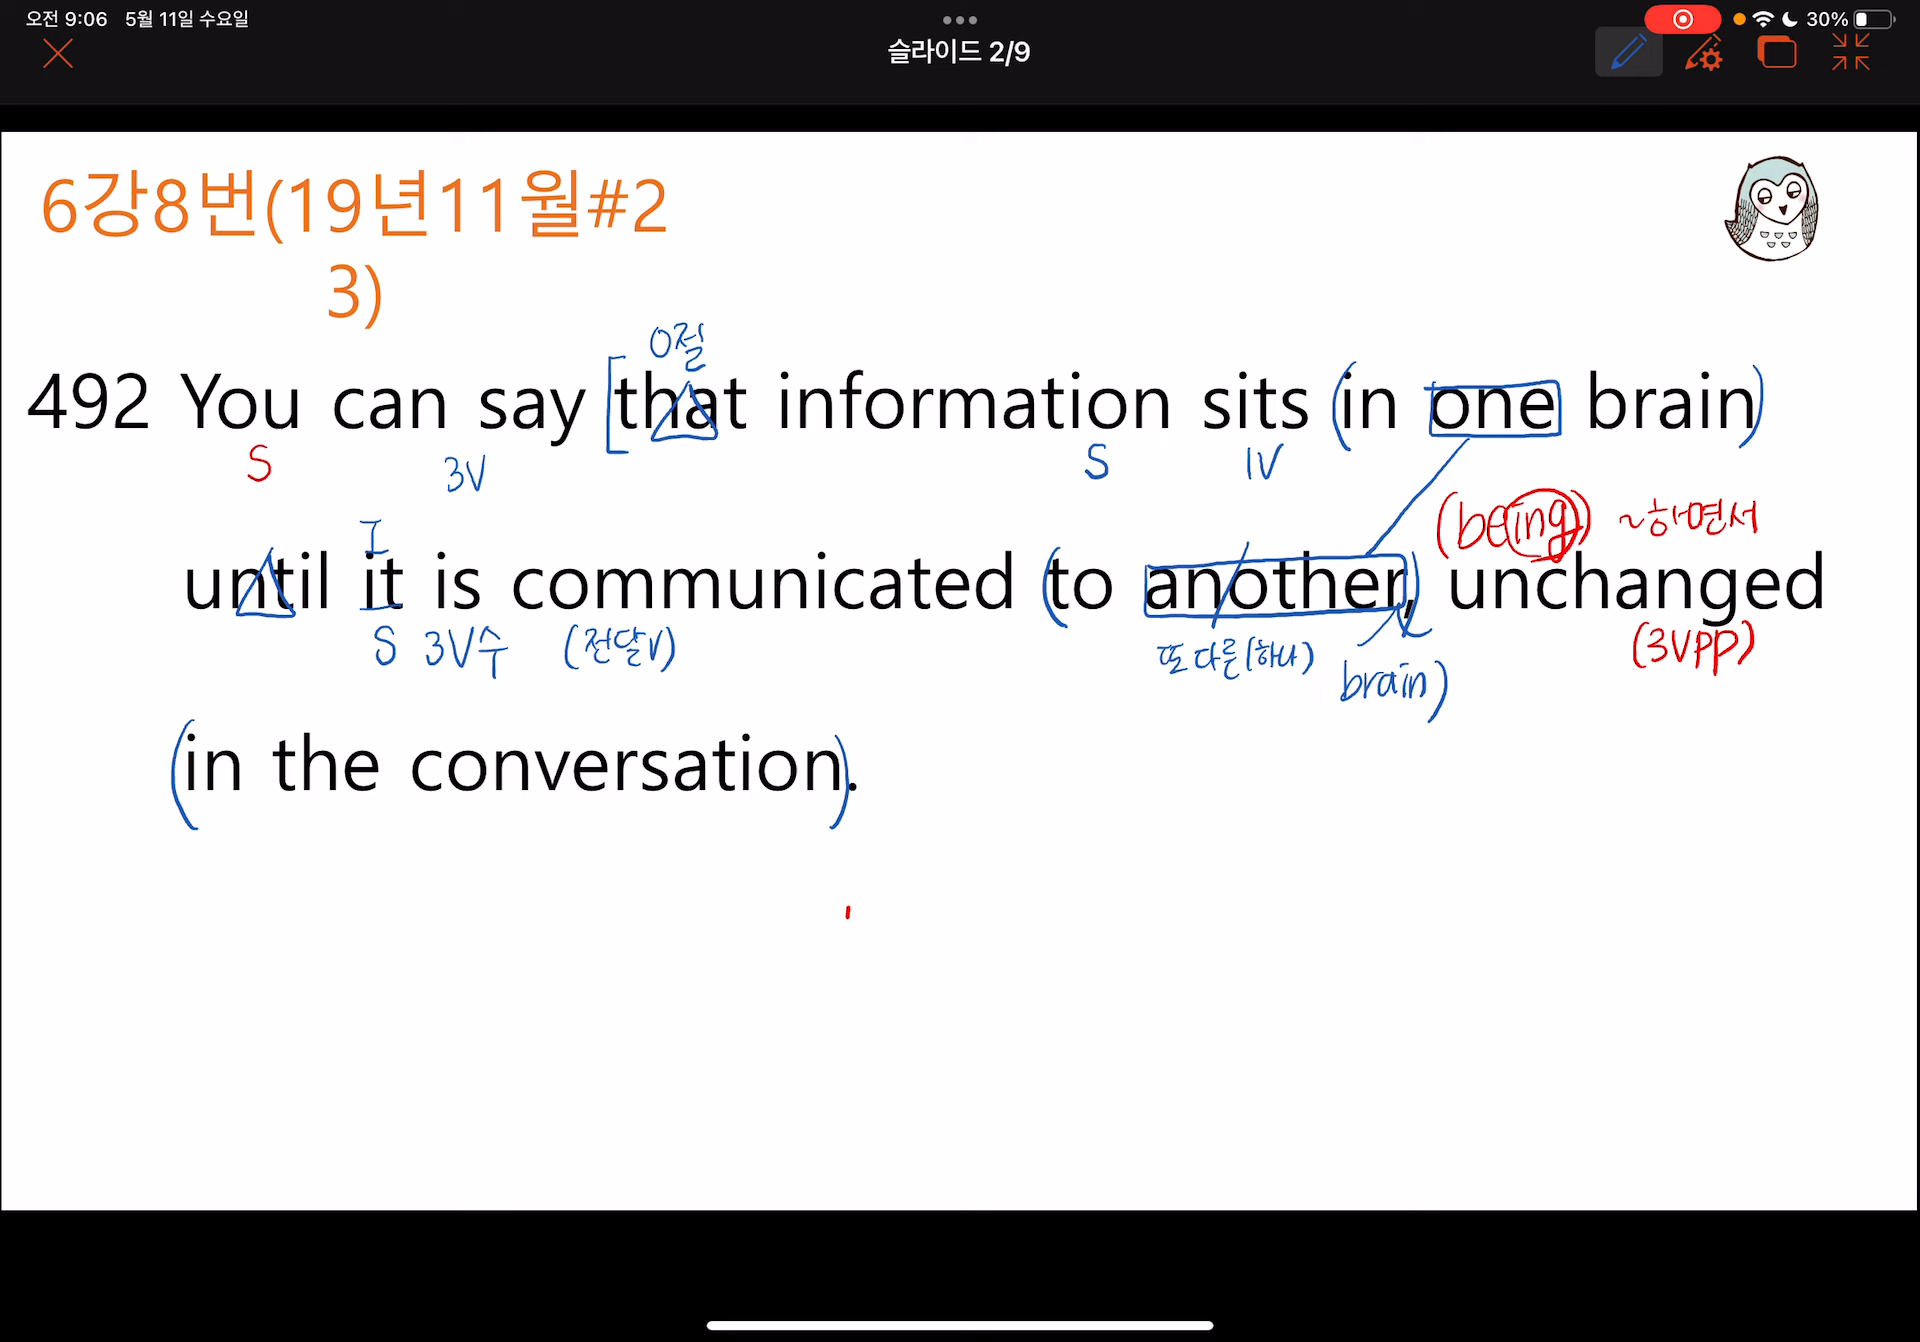 오전 9:06 5월 11일 수요일 30%
슬라이드 2/9
6강8번(19년11월#2
3)
O절
492 You can say [that information sits (in one brain)
S 3V S 1V
I (being) ~하면서
until it is communicated (to another, unchanged
S 3V수 (전달V) 또 다른(하나) brain) (3Vpp)
(in the conversation).